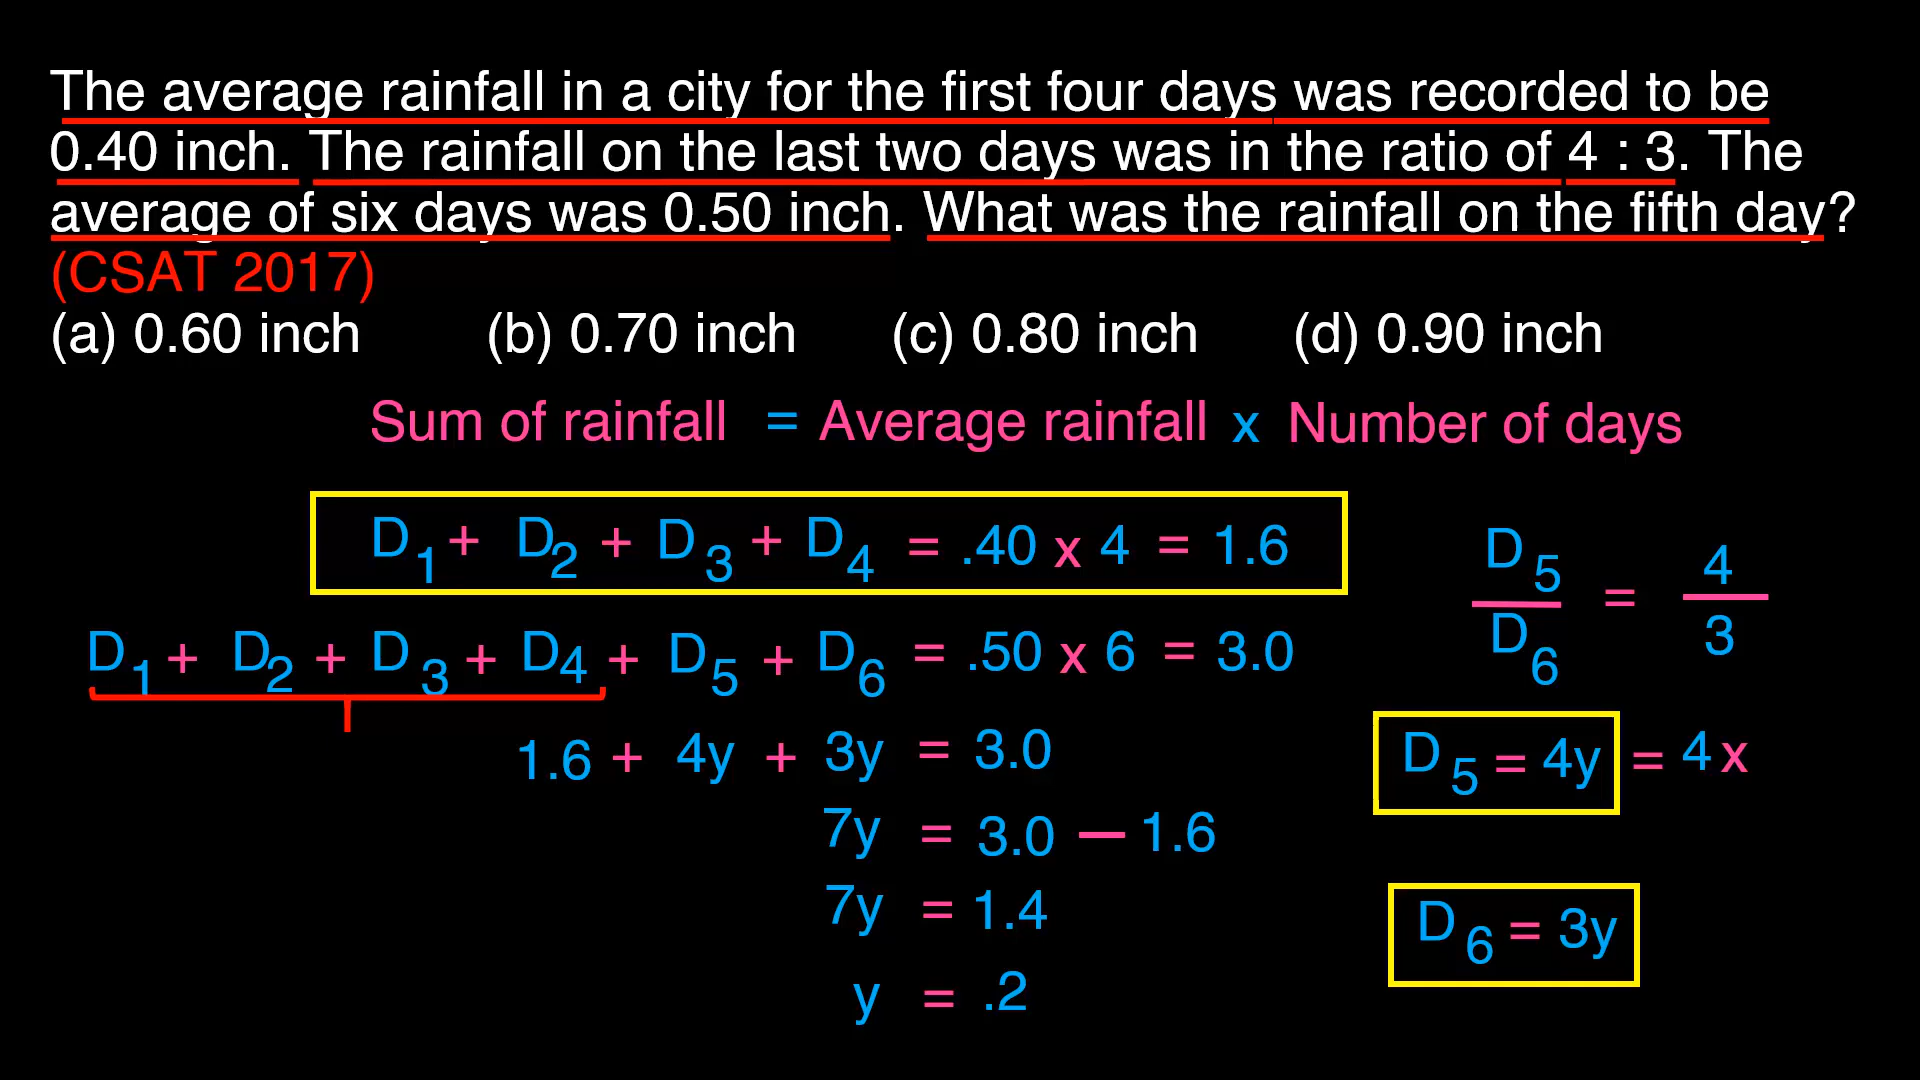 The average rainfall in a city for the first four days was recorded to be
0.40 inch. The rainfall on the last two days was in the ratio of 4 : 3. The
average of six days was 0.50 inch. What was the rainfall on the fifth day?
(CSAT 2017)
(a) 0.60 inch (b) 0.70 inch (c) 0.80 inch (d) 0.90 inch
Sum of rainfall = Average rainfall x Number of days
D1 + D2 + D3 + D4 = .40 x 4 = 1.6
D5 / D6 = 4 / 3
D1 + D2 + D3 + D4 + D5 + D6 = .50 x 6 = 3.0
1.6 + 4y + 3y = 3.0
D5 = 4y = 4 x
7y = 3.0 — 1.6
7y = 1.4
D6 = 3y
y = .2